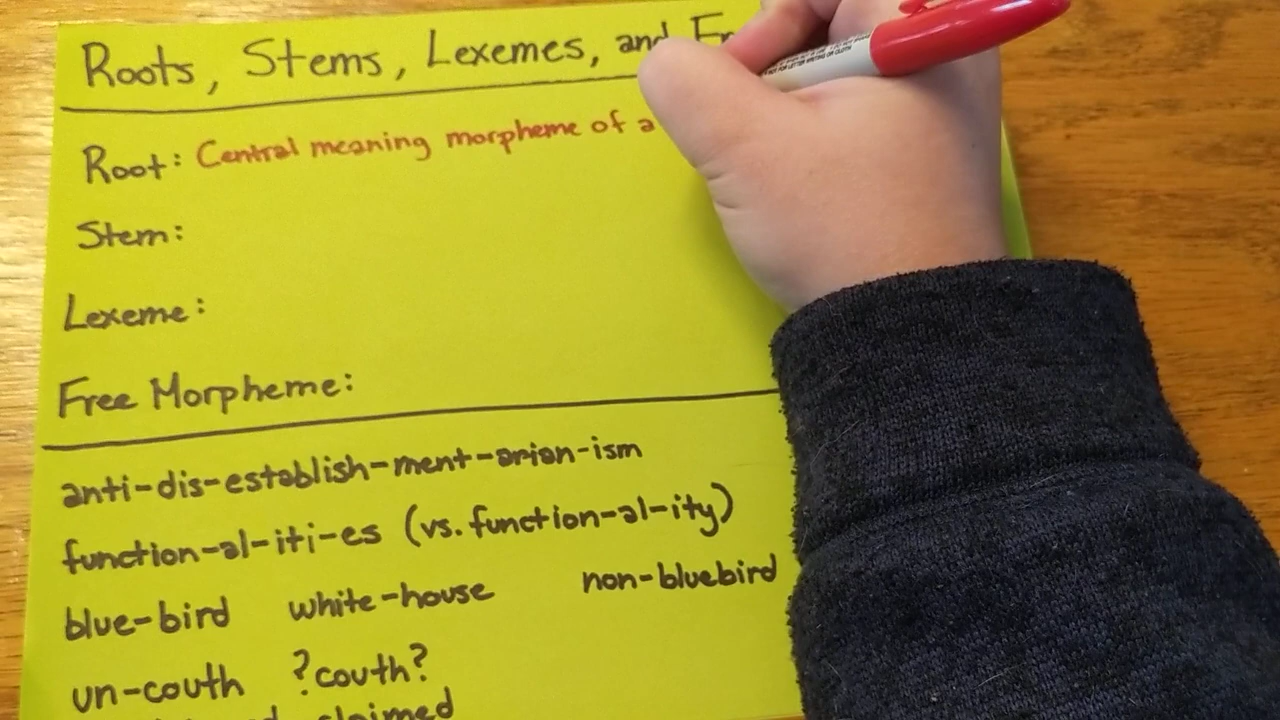 Roots, Stems, Lexemes, and
Root: Central meaning morpheme of a
Stem:
Lexeme:
Free Morpheme:
anti-dis-establish-ment-arian-ism
function-al-iti-es (vs. function-al-ity)
blue-bird white-house non-bluebird
un-couth ?couth?
claimed